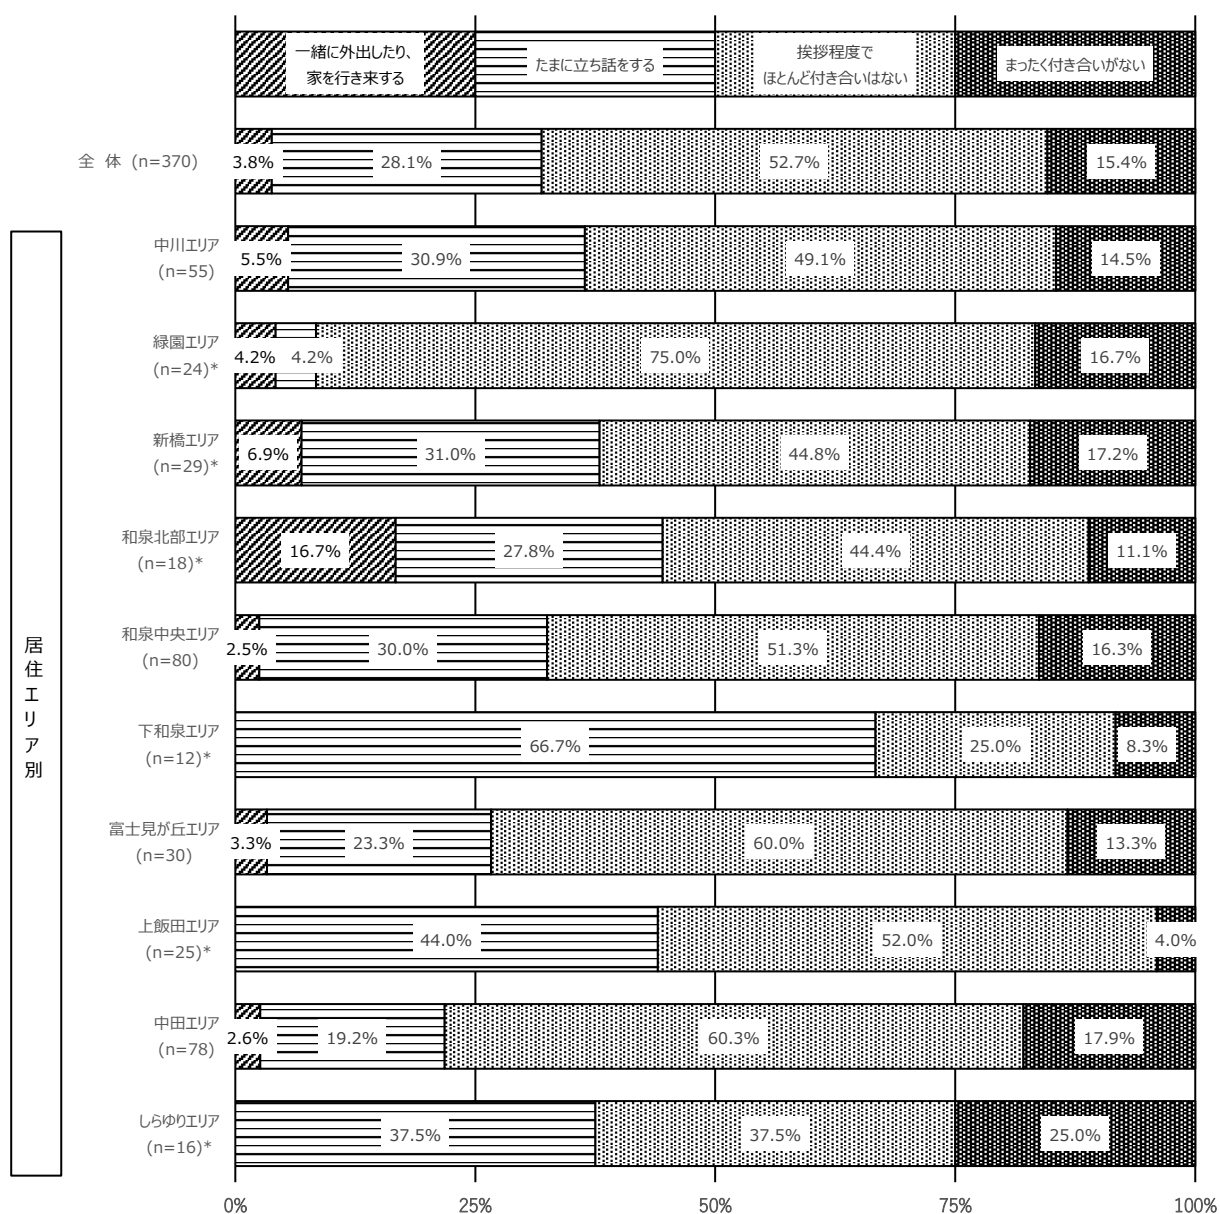 一緒に外出したり、
家を行き来する
たまに立ち話をする
挨拶程度で
ほとんど付き合いはない
まったく付き合いがない
全 体 (n=370)
3.8%
28.1%
52.7%
15.4%
居住エリア別
中川エリア
(n=55)
5.5%
30.9%
49.1%
14.5%
緑園エリア
(n=24)*
4.2%
4.2%
75.0%
16.7%
新橋エリア
(n=29)*
6.9%
31.0%
44.8%
17.2%
和泉北部エリア
(n=18)*
16.7%
27.8%
44.4%
11.1%
和泉中央エリア
(n=80)
2.5%
30.0%
51.3%
16.3%
下和泉エリア
(n=12)*
66.7%
25.0%
8.3%
富士見が丘エリア
(n=30)
3.3%
23.3%
60.0%
13.3%
上飯田エリア
(n=25)*
44.0%
52.0%
4.0%
中田エリア
(n=78)
2.6%
19.2%
60.3%
17.9%
しらゆりエリア
(n=16)*
37.5%
37.5%
25.0%
0%
25%
50%
75%
100%